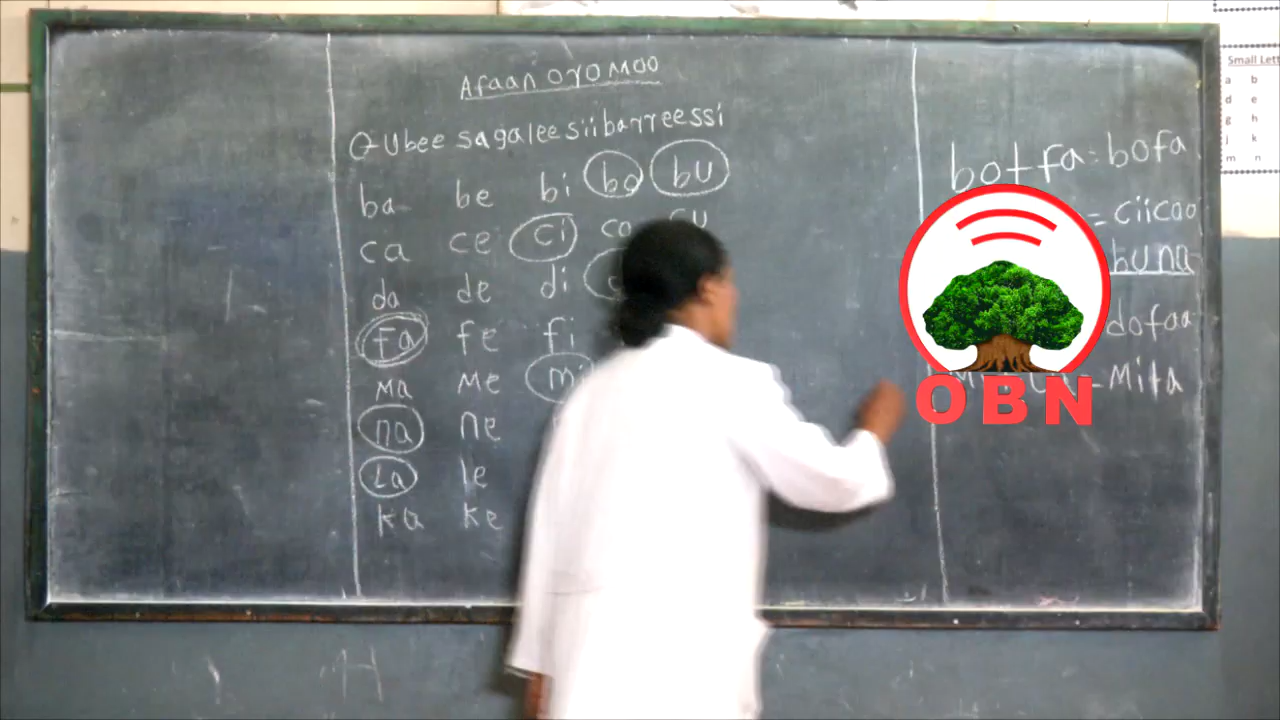 Afaan oromoo
Qubee sagalee sii barreessi
ba be bi bo bu
ca ce ci co cu
da de di
fa fe fi
ma me mi
na ne
la le
ka ke
botfa = bofa
= ciicoo
buna
dofaa
= mita
OBN
Small Lett
a b
d e
g h
j k
m n